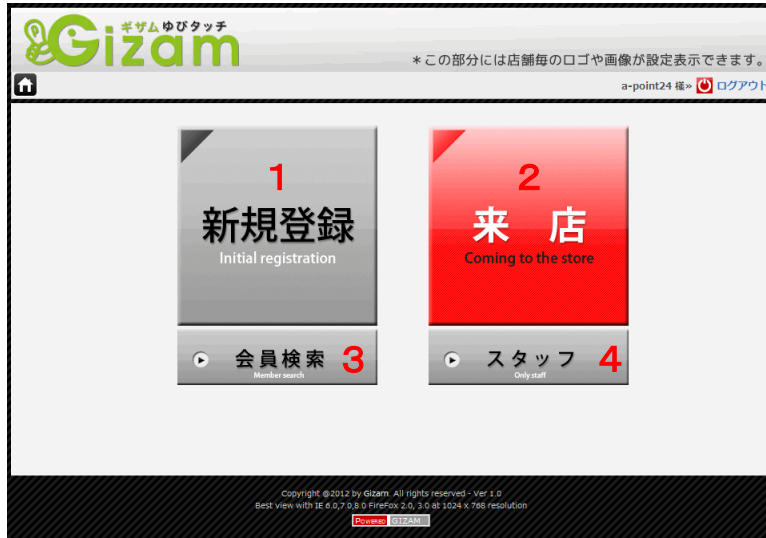 ギザムゆびタッチ
Gizam
＊この部分には店舗毎のロゴや画像が設定表示できます。
a-point24 様» ログアウト
1
新規登録
Initial registration
2
来 店
Coming to the store
会員検索 3
Member search
スタッフ 4
Only staff
Copyright @2012 by Gizam. All rights reserved - Ver 1.0
Best view with IE 6.0,7.0,8.0 FireFox 2.0, 3.0 at 1024 x 768 resolution
POWERED GIZAM